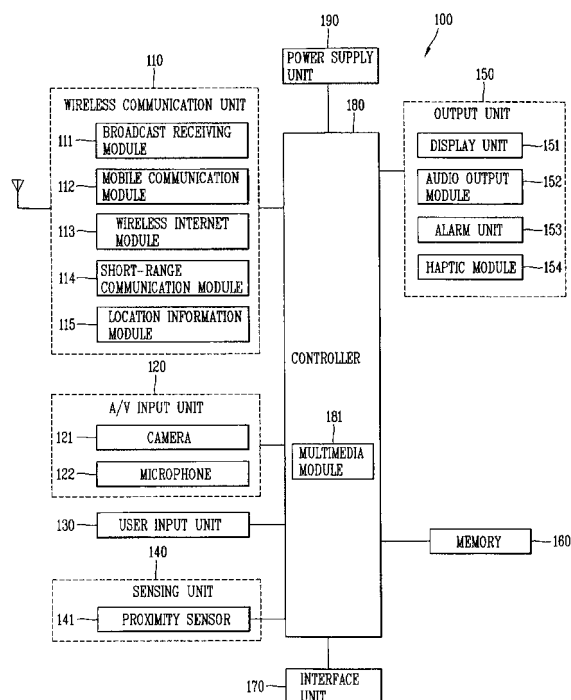 190
100
POWER SUPPLY
UNIT
110
WIRELESS COMMUNICATION UNIT
111
BROADCAST RECEIVING
MODULE
112
MOBILE COMMUNICATION
MODULE
113
WIRELESS INTERNET
MODULE
114
SHORT-RANGE
COMMUNICATION MODULE
115
LOCATION INFORMATION
MODULE
180
150
OUTPUT UNIT
DISPLAY UNIT
151
AUDIO OUTPUT
MODULE
152
ALARM UNIT
153
HAPTIC MODULE
154
CONTROLLER
120
A/V INPUT UNIT
121
CAMERA
122
MICROPHONE
181
MULTIMEDIA
MODULE
130
USER INPUT UNIT
MEMORY
160
140
SENSING UNIT
141
PROXIMITY SENSOR
170
INTERFACE
UNIT